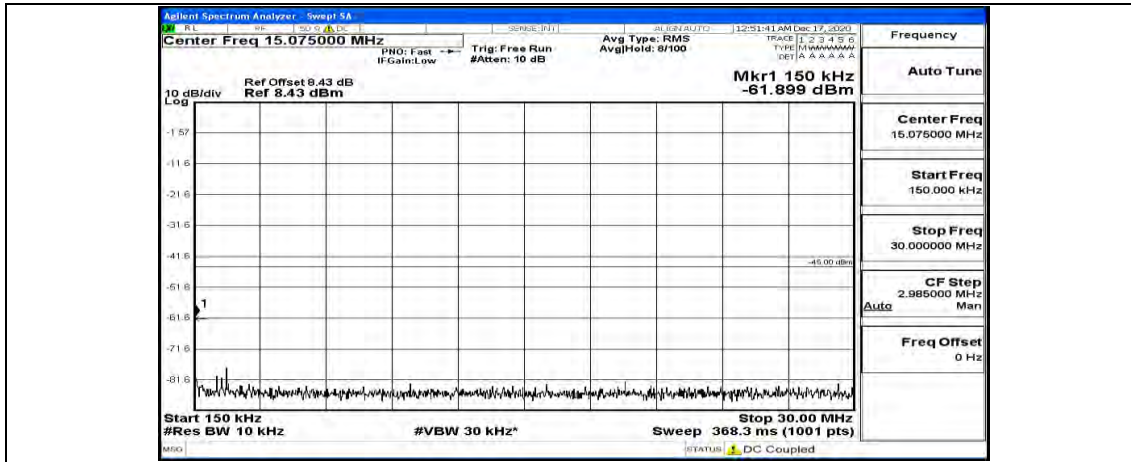 Agilent Spectrum Analyzer - Swept SA
RL RF 50 Ω DC SENSE:INT ALIGN AUTO 12:51:41 AM Dec 17, 2020
Center Freq 15.075000 MHz
PNO: Fast
IFGain:Low
Trig: Free Run
#Atten: 10 dB
Avg Type: RMS
Avg|Hold: 8/100
TRACE 1 2 3 4 5 6
TYPE M
DET A A A A A A
Ref Offset 8.43 dB
Ref 8.43 dBm
10 dB/div
Log
Mkr1 150 kHz
-61.899 dBm
-1.57
-11.6
-21.6
-31.6
-41.6
-45.00 dBm
-51.6
1
-61.6
-71.6
-81.6
Start 150 kHz
Stop 30.00 MHz
#Res BW 10 kHz
#VBW 30 kHz*
Sweep 368.3 ms (1001 pts)
MSG
STATUS DC Coupled
Frequency
Auto Tune
Center Freq
15.075000 MHz
Start Freq
150.000 kHz
Stop Freq
30.000000 MHz
CF Step
2.985000 MHz
Auto Man
Freq Offset
0 Hz